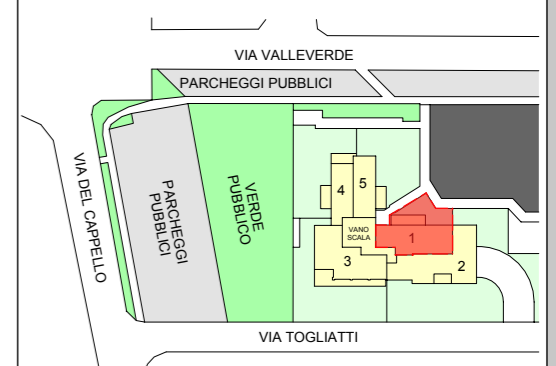 VIA VALLEVERDE
PARCHEGGI PUBBLICI
VIA DEL CAPPELLO
PARCHEGGI
PUBBLICI
VERDE
PUBBLICO
4
5
VANO
SCALA
1
3
2
VIA TOGLIATTI